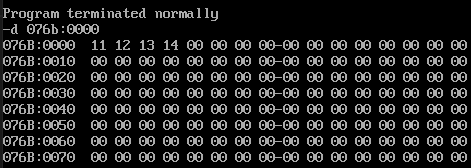 Program terminated normally
-d 076b:0000
076B:0000  11 12 13 14 00 00 00 00-00 00 00 00 00 00 00 00
076B:0010  00 00 00 00 00 00 00 00-00 00 00 00 00 00 00 00
076B:0020  00 00 00 00 00 00 00 00-00 00 00 00 00 00 00 00
076B:0030  00 00 00 00 00 00 00 00-00 00 00 00 00 00 00 00
076B:0040  00 00 00 00 00 00 00 00-00 00 00 00 00 00 00 00
076B:0050  00 00 00 00 00 00 00 00-00 00 00 00 00 00 00 00
076B:0060  00 00 00 00 00 00 00 00-00 00 00 00 00 00 00 00
076B:0070  00 00 00 00 00 00 00 00-00 00 00 00 00 00 00 00